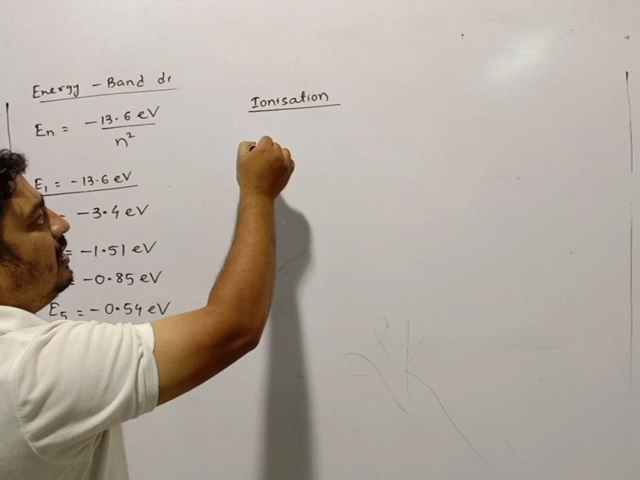 Energy - Band di
En = -13.6 eV / n²
E₁ = -13.6 eV
-3.4 eV
= -1.51 eV
-0.85 eV
E₅ = -0.54 eV
Ionisation
SK